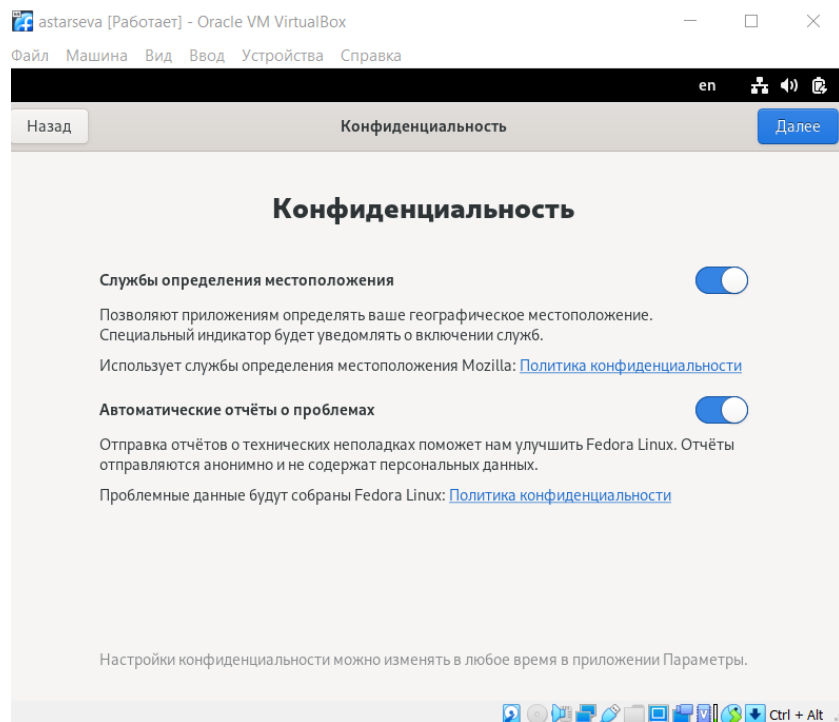 astarseva [Работает] - Oracle VM VirtualBox
Файл Машина Вид Ввод Устройства Справка
en
Назад Конфиденциальность Далее
Конфиденциальность
Службы определения местоположения
Позволяют приложениям определять ваше географическое местоположение.
Специальный индикатор будет уведомлять о включении служб.
Использует службы определения местоположения Mozilla: Политика конфиденциальности
Автоматические отчёты о проблемах
Отправка отчётов о технических неполадках поможет нам улучшить Fedora Linux. Отчёты
отправляются анонимно и не содержат персональных данных.
Проблемные данные будут собраны Fedora Linux: Политика конфиденциальности
Настройки конфиденциальности можно изменять в любое время в приложении Параметры.
Ctrl + Alt